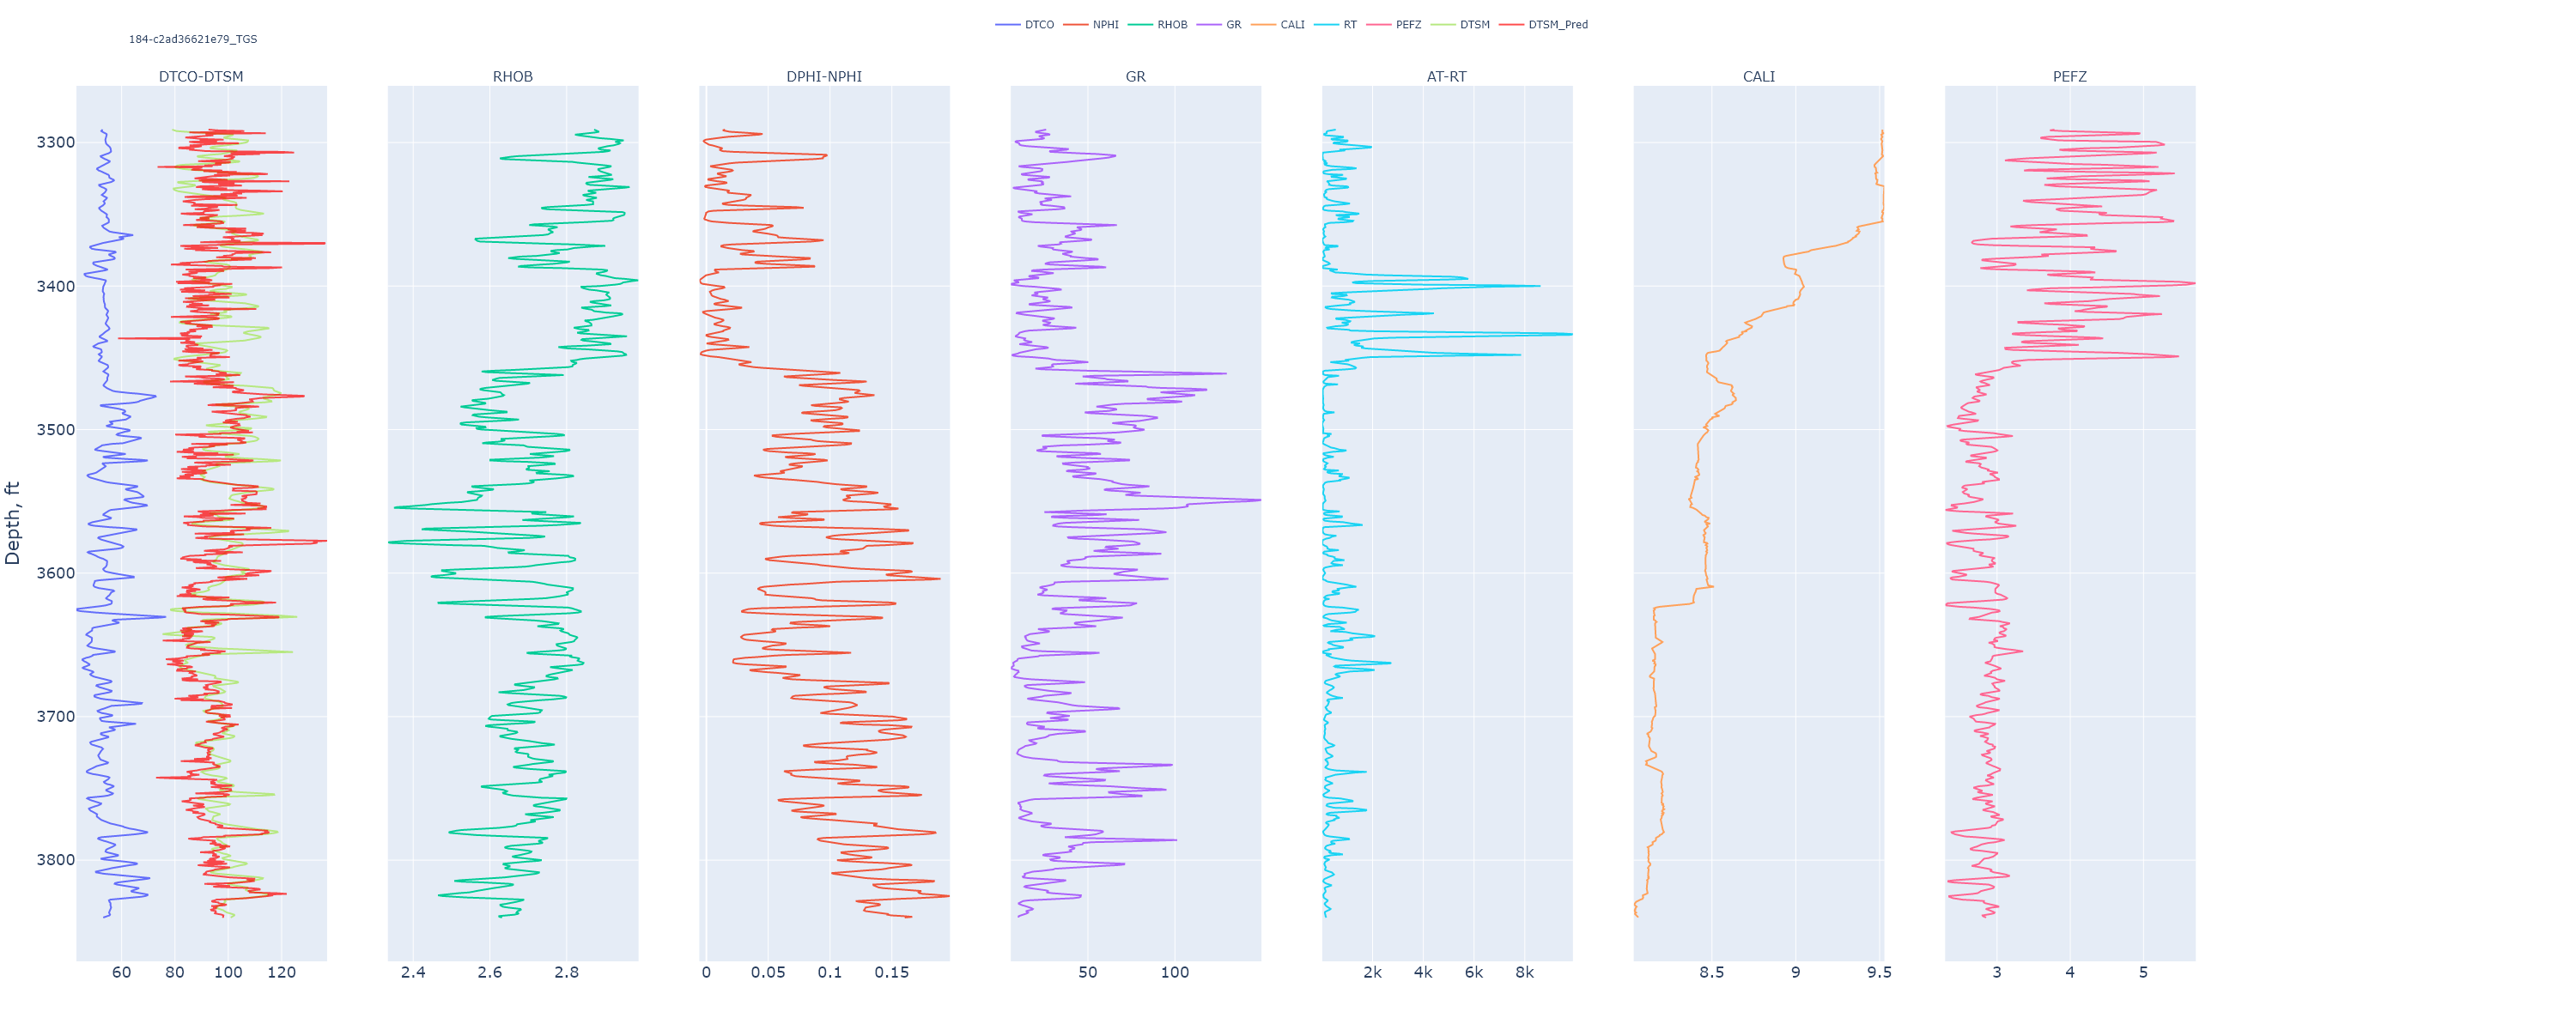 DTCO NPHI RHOB GR CALI RT PEFZ DTSM DTSM_Pred
184-c2ad36621e79_TGS
DTCO-DTSM RHOB DPHI-NPHI GR AT-RT CALI PEFZ
Depth, ft
3300
3400
3500
3600
3700
3800
60 80 100 120 2.4 2.6 2.8 0 0.05 0.1 0.15 50 100 2k 4k 6k 8k 8.5 9 9.5 3 4 5